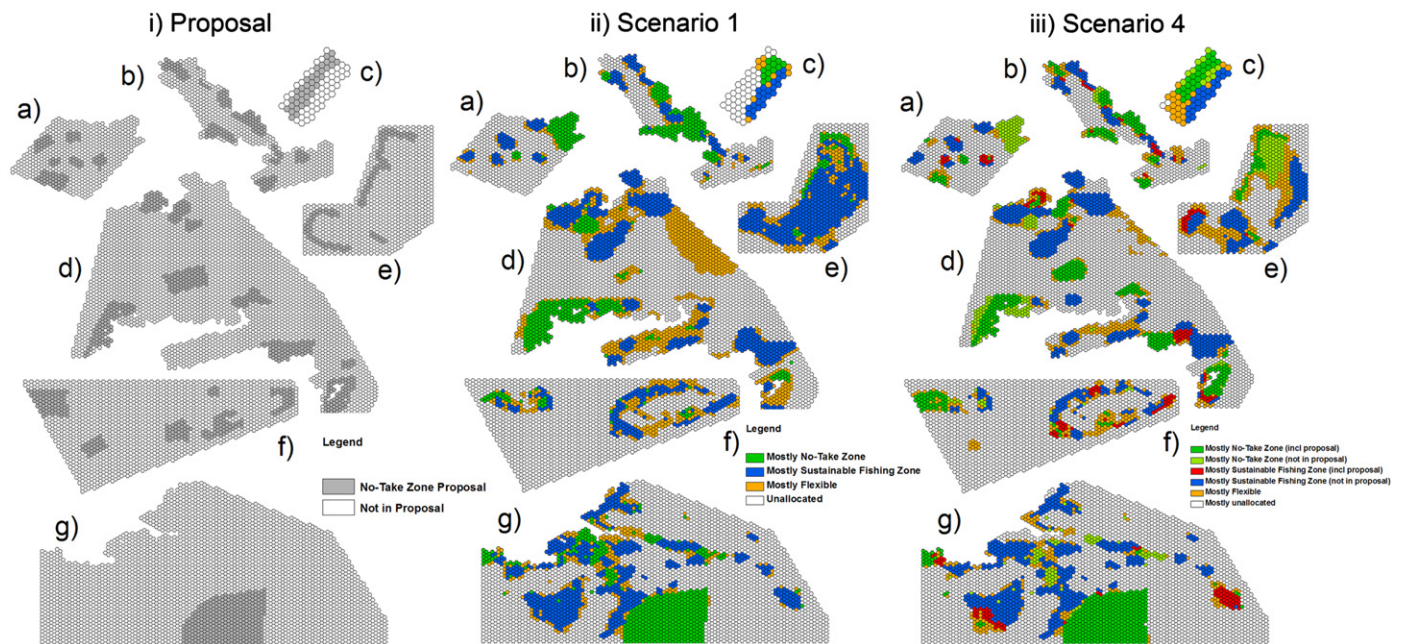 i) Proposal
b)
c)
a)
d)
e)
f)
Legend
No-Take Zone Proposal
Not in Proposal
g)
ii) Scenario 1
b)
c)
a)
d)
e)
f)
Legend
Mostly No-Take Zone
Mostly Sustainable Fishing Zone
Mostly Flexible
Unallocated
g)
iii) Scenario 4
b)
c)
a)
d)
e)
f)
Legend
Mostly No-Take Zone (incl proposal)
Mostly No-Take Zone (not in proposal)
Mostly Sustainable Fishing Zone (incl proposal)
Mostly Sustainable Fishing Zone (not in proposal)
Mostly Flexible
Mostly unallocated
g)